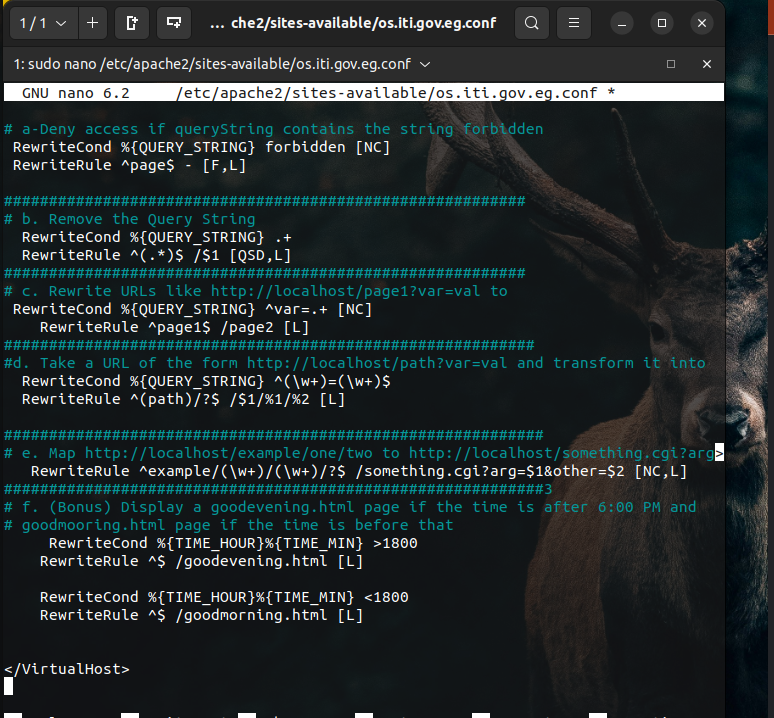 1 / 1
... che2/sites-available/os.iti.gov.eg.conf
1: sudo nano /etc/apache2/sites-available/os.iti.gov.eg.conf
GNU nano 6.2 /etc/apache2/sites-available/os.iti.gov.eg.conf *
# a-Deny access if queryString contains the string forbidden
RewriteCond %{QUERY_STRING} forbidden [NC]
RewriteRule ^page$ - [F,L]
##########################################################
# b. Remove the Query String
RewriteCond %{QUERY_STRING} .+
RewriteRule ^(.*)$ /$1 [QSD,L]
##########################################################
# c. Rewrite URLs like http://localhost/page1?var=val to
RewriteCond %{QUERY_STRING} ^var=.+ [NC]
RewriteRule ^page1$ /page2 [L]
###########################################################
#d. Take a URL of the form http://localhost/path?var=val and transform it into
RewriteCond %{QUERY_STRING} ^(\w+)=(\w+)$
RewriteRule ^(path)/?$ /$1/%1/%2 [L]
############################################################
# e. Map http://localhost/example/one/two to http://localhost/something.cgi?arg>
RewriteRule ^example/(\w+)/(\w+)/?$ /something.cgi?arg=$1&other=$2 [NC,L]
############################################################3
# f. (Bonus) Display a goodevening.html page if the time is after 6:00 PM and
# goodmooring.html page if the time is before that
RewriteCond %{TIME_HOUR}%{TIME_MIN} >1800
RewriteRule ^$ /goodevening.html [L]
RewriteCond %{TIME_HOUR}%{TIME_MIN} <1800
RewriteRule ^$ /goodmorning.html [L]
</VirtualHost>